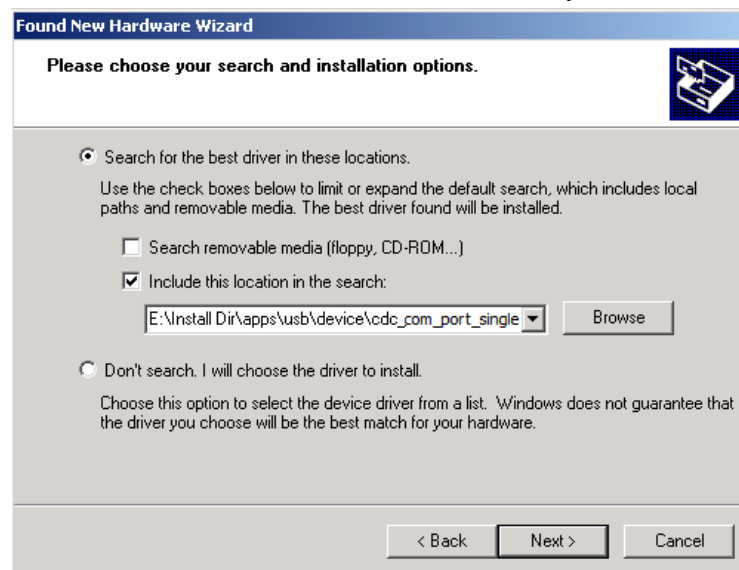 Found New Hardware Wizard
Please choose your search and installation options.
Search for the best driver in these locations.
Use the check boxes below to limit or expand the default search, which includes local
paths and removable media. The best driver found will be installed.
Search removable media (floppy, CD-ROM...)
Include this location in the search:
E:\Install Dir\apps\usb\device\cdc_com_port_single
Browse
Don't search. I will choose the driver to install.
Choose this option to select the device driver from a list. Windows does not guarantee that
the driver you choose will be the best match for your hardware.
< Back Next > Cancel